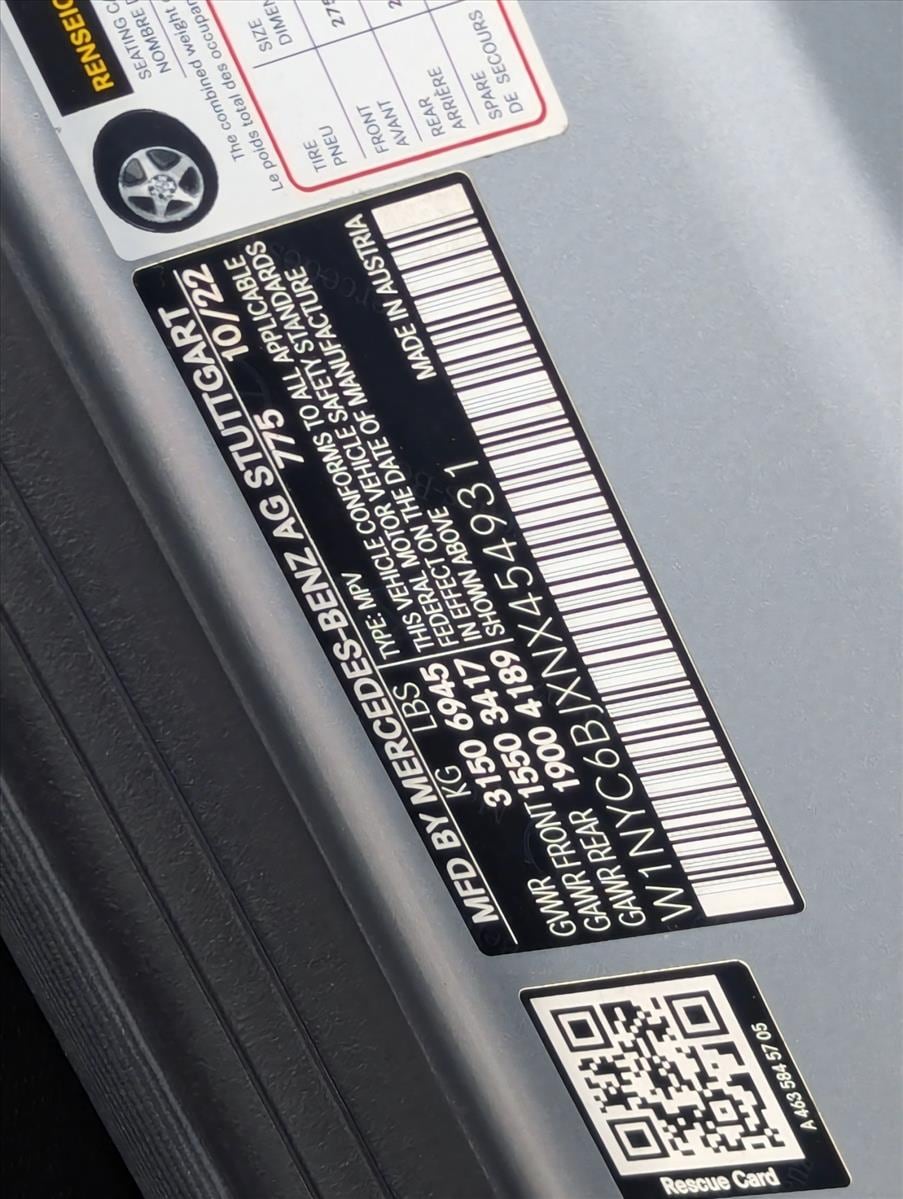 RENSEIG
SEATING CA
NOMBRE D
The combined weight
Le poids total des occupan
TIRE
PNEU
SIZE
DIMEN
FRONT
AVANT
275
REAR
ARRIÈRE
SPARE
DE SECOURS
MFD BY MERCEDES-BENZ AG STUTTGART
775 10/22
KG LBS
GVWR 3150 6945
GAWR FRONT 1550 3417
GAWR REAR 1900 4189
TYPE: MPV
THIS VEHICLE CONFORMS TO ALL APPLICABLE
FEDERAL MOTOR VEHICLE SAFETY STANDARDS
IN EFFECT ON THE DATE OF MANUFACTURE
SHOWN ABOVE
MADE IN AUSTRIA
W1NYC6BJXNX454931
Rescue Card
A 463 584 57 05